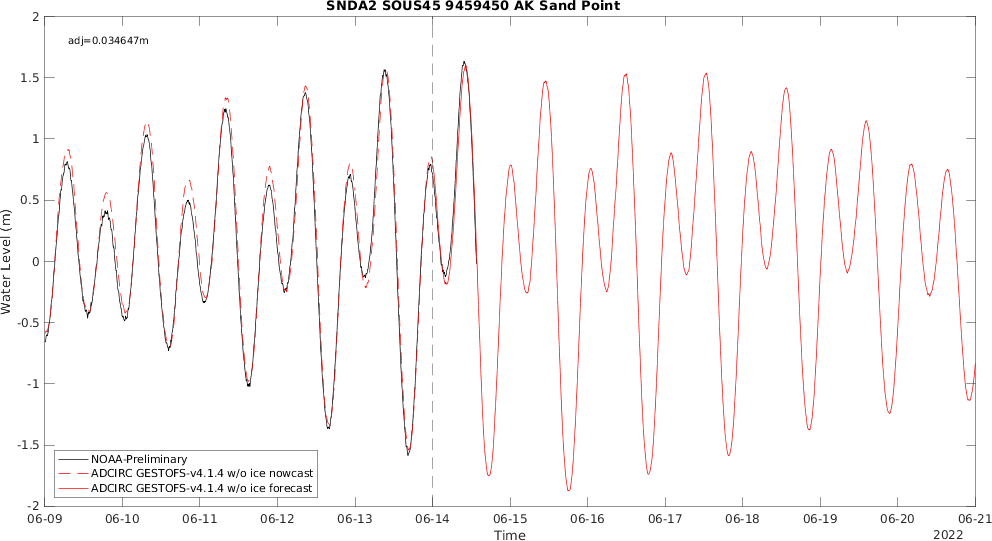 SNDA2 SOUS45 9459450 AK Sand Point
adj=0.034647m
2
1.5
1
0.5
0
-0.5
-1
-1.5
-2
Water Level (m)
NOAA-Preliminary
ADCIRC GESTOFS-v4.1.4 w/o ice nowcast
ADCIRC GESTOFS-v4.1.4 w/o ice forecast
06-09 06-10 06-11 06-12 06-13 06-14 06-15 06-16 06-17 06-18 06-19 06-20 06-21
Time
2022